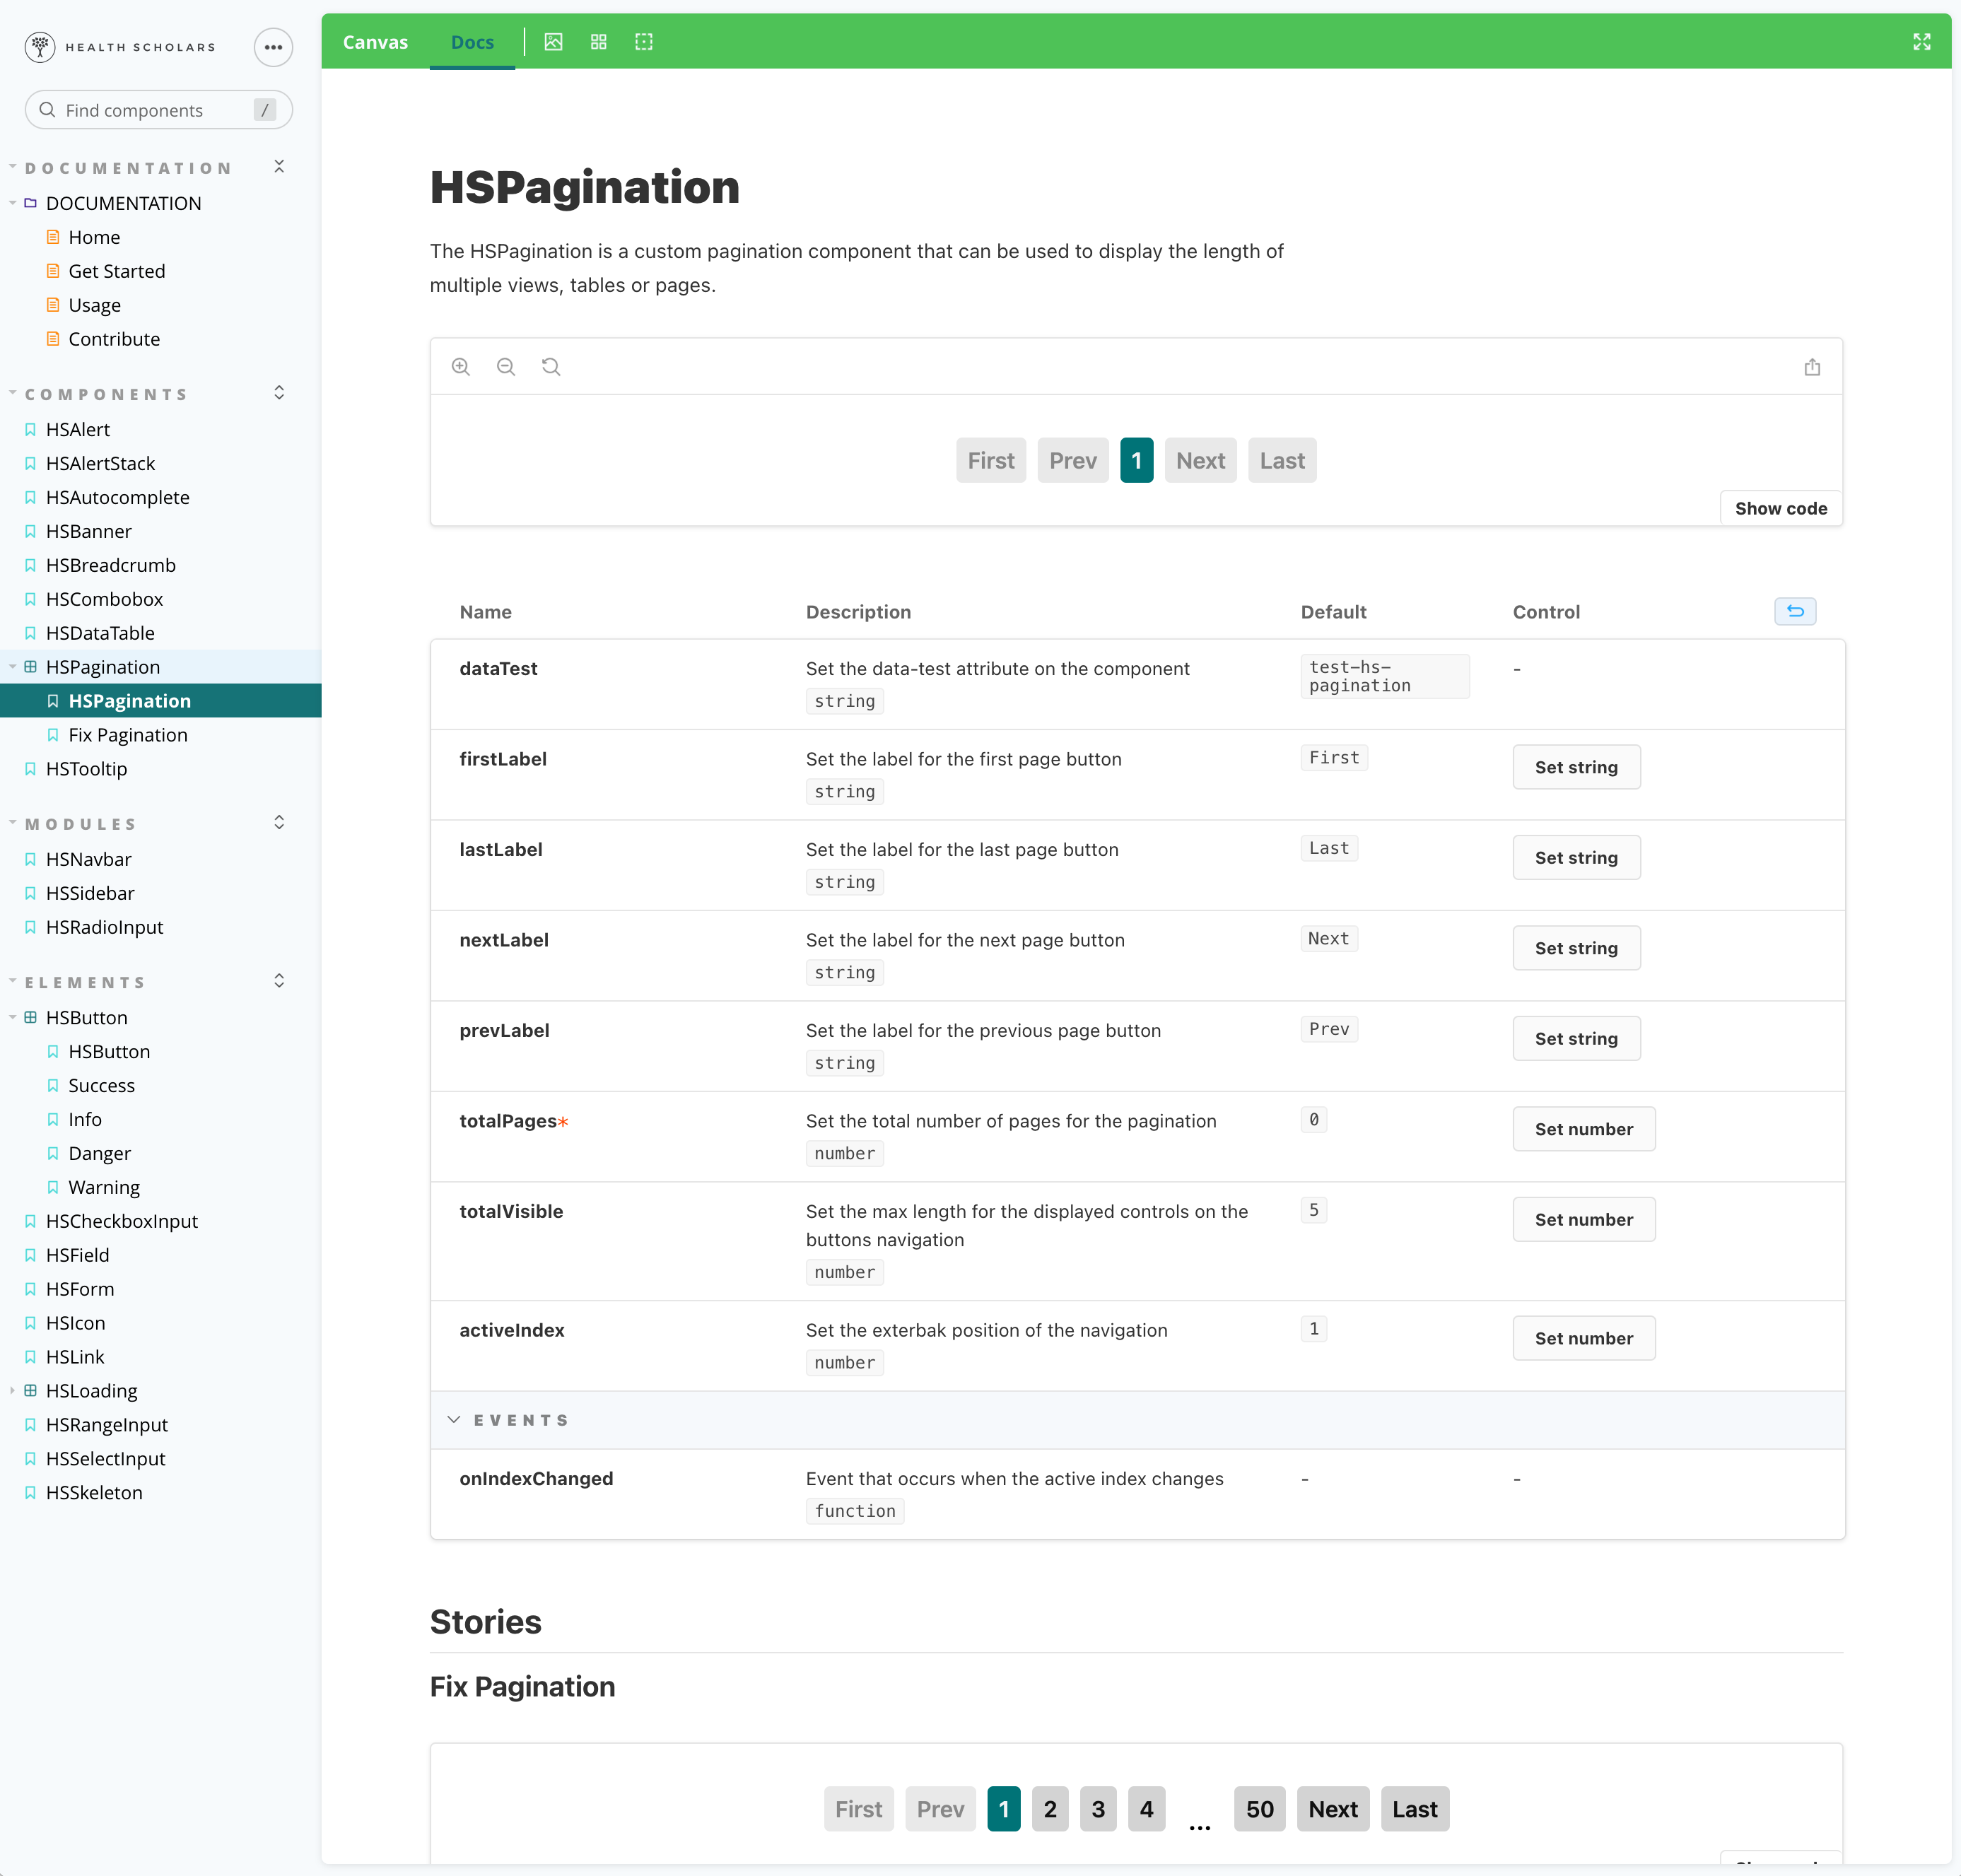 HEALTH SCHOLARS
Find components /
DOCUMENTATION
DOCUMENTATION
Home
Get Started
Usage
Contribute
COMPONENTS
HSAlert
HSAlertStack
HSAutocomplete
HSBanner
HSBreadcrumb
HSCombobox
HSDataTable
HSPagination
HSPagination
Fix Pagination
HSTooltip
MODULES
HSNavbar
HSSidebar
HSRadioInput
ELEMENTS
HSButton
HSButton
Success
Info
Danger
Warning
HSCheckboxInput
HSField
HSForm
HSIcon
HSLink
HSLoading
HSRangeInput
HSSelectInput
HSSkeleton
Canvas Docs
HSPagination
The HSPagination is a custom pagination component that can be used to display the length of
multiple views, tables or pages.
First Prev 1 Next Last
Show code
Name Description Default Control
dataTest Set the data-test attribute on the component test-hs- -
pagination
string
firstLabel Set the label for the first page button First Set string
string
lastLabel Set the label for the last page button Last Set string
string
nextLabel Set the label for the next page button Next Set string
string
prevLabel Set the label for the previous page button Prev Set string
string
totalPages* Set the total number of pages for the pagination 0 Set number
number
totalVisible Set the max length for the displayed controls on the 5 Set number
buttons navigation
number
activeIndex Set the exterbak position of the navigation 1 Set number
number
EVENTS
onIndexChanged Event that occurs when the active index changes - -
function
Stories
Fix Pagination
First Prev 1 2 3 4 ... 50 Next Last